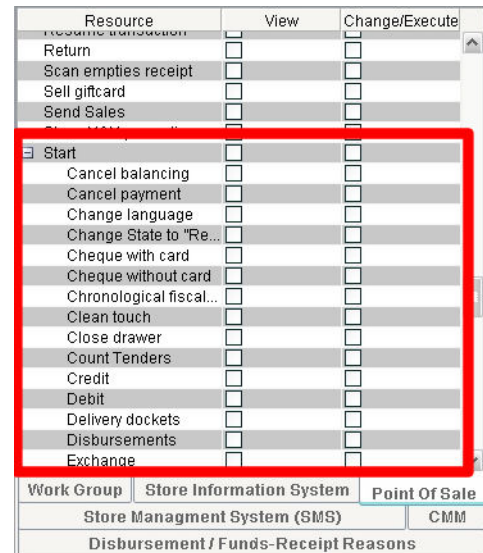 Resource View Change/Execute
Resume transaction
Return
Scan empties receipt
Sell giftcard
Send Sales
Start
Cancel balancing
Cancel payment
Change language
Change State to "Re...
Cheque with card
Cheque without card
Chronological fiscal...
Clean touch
Close drawer
Count Tenders
Credit
Debit
Delivery dockets
Disbursements
Exchange
Work Group Store Information System Point Of Sale
Store Managment System (SMS) CMM
Disbursement / Funds-Receipt Reasons